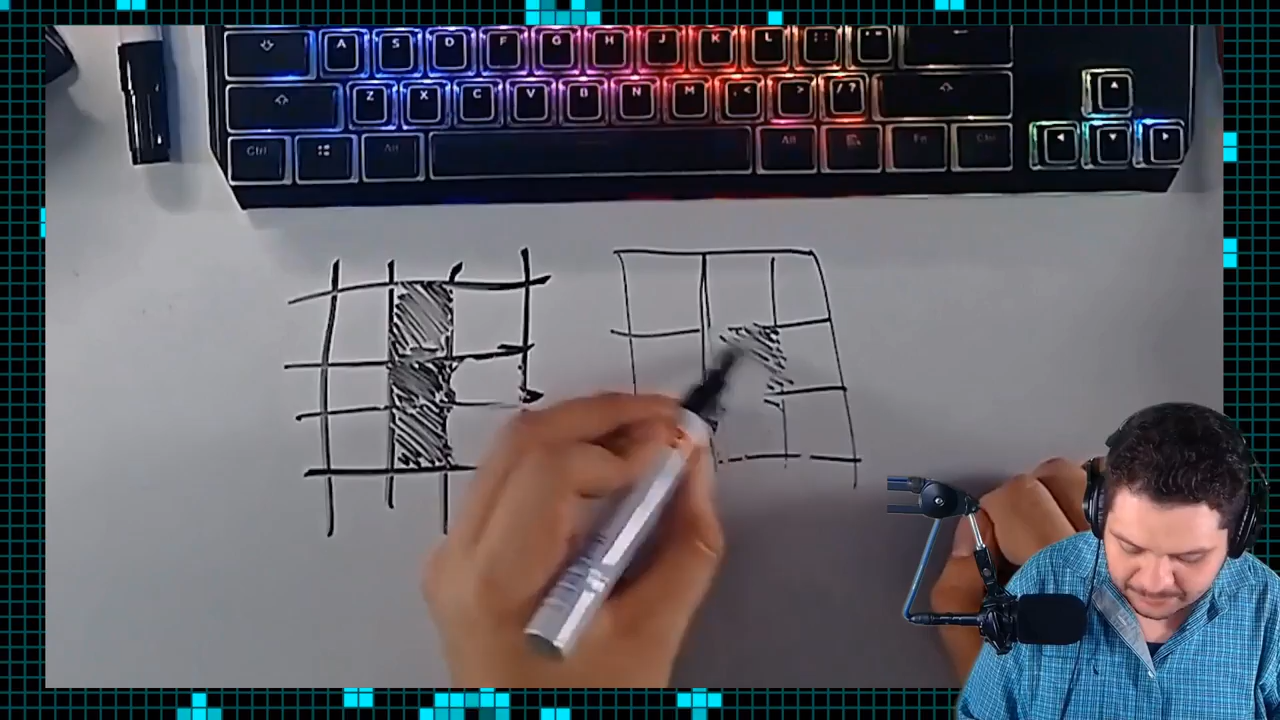 A S D F G H J K L : ;
Z X C V B N M , < > / ?
Ctrl Alt Alt Fn Ctrl